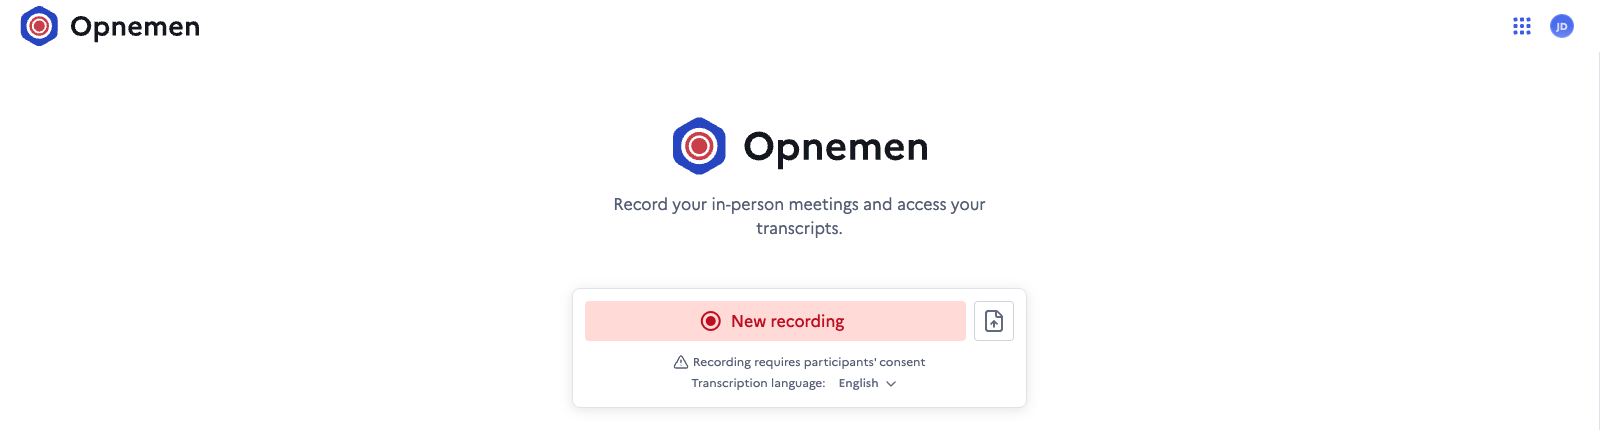 Opnemen
JD
Opnemen
Record your in-person meetings and access your
transcripts.
New recording
Recording requires participants' consent
Transcription language: English